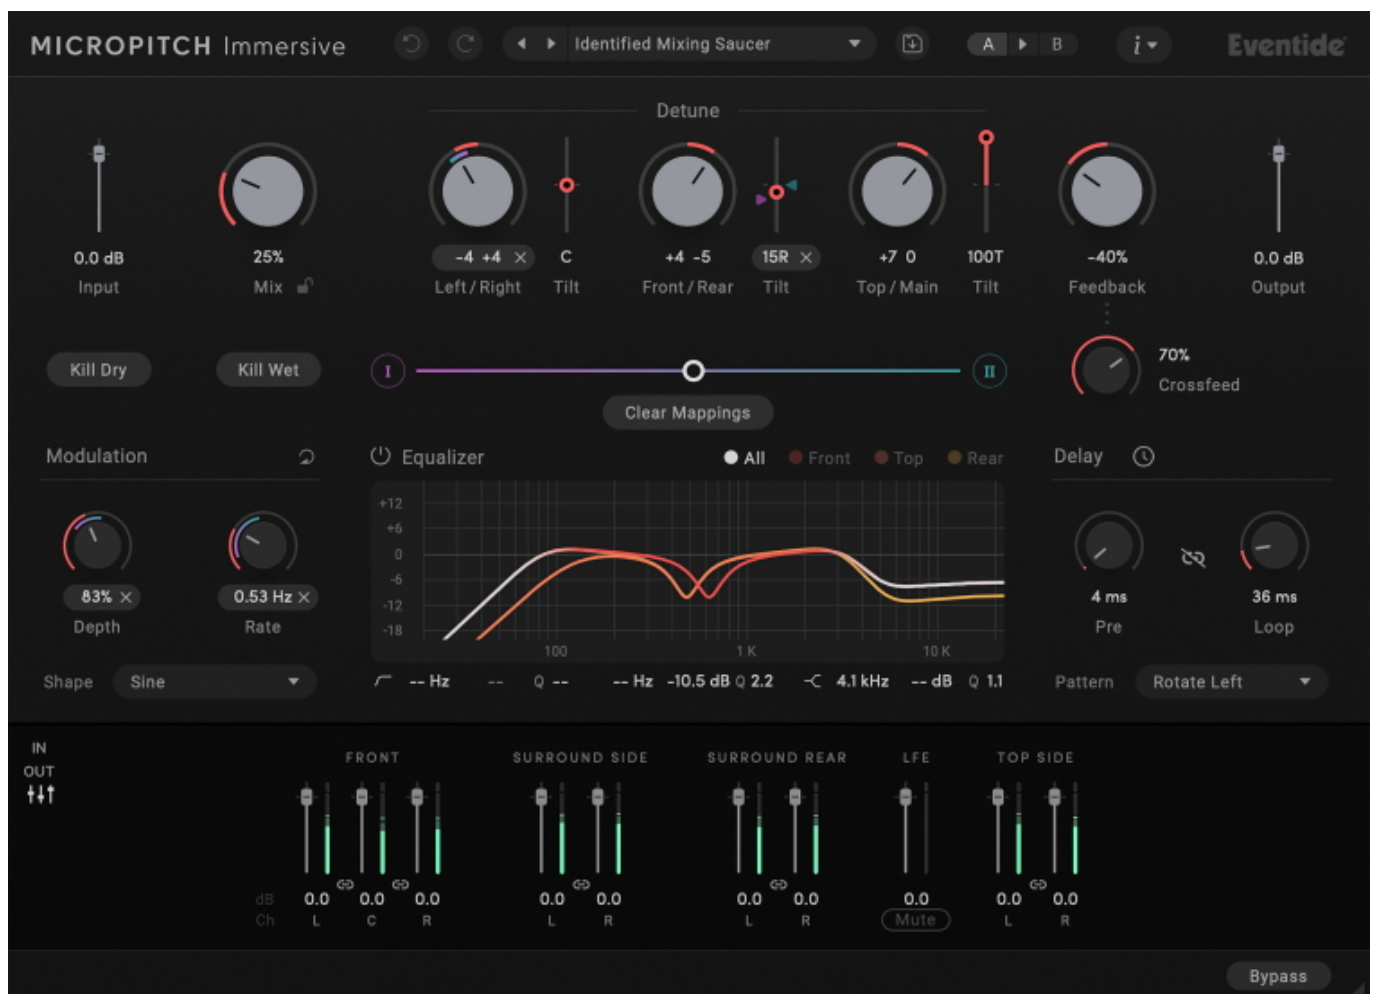 MICROPITCH Immersive Identified Mixing Saucer A B i Eventide
Detune
0.0 dB 25% -4 +4 × C +4 -5 15R × +7 0 100T -40% 0.0 dB
Input Mix Left / Right Tilt Front / Rear Tilt Top / Main Tilt Feedback Output
70%
Kill Dry Kill Wet I II Crossfeed
Clear Mappings
Modulation Equalizer All Front Top Rear Delay
+12
+6
0
-6
-12
-18
100 1 K 10 K
83% × 0.53 Hz × 4 ms 36 ms
Depth Rate Pre Loop
Shape Sine -- Hz -- Q -- -- Hz -10.5 dB Q 2.2 4.1 kHz -- dB Q 1.1 Pattern Rotate Left
IN
OUT
FRONT SURROUND SIDE SURROUND REAR LFE TOP SIDE
dB 0.0 0.0 0.0 0.0 0.0 0.0 0.0 0.0 0.0 0.0
Ch L C R L R L R Mute L R
Bypass